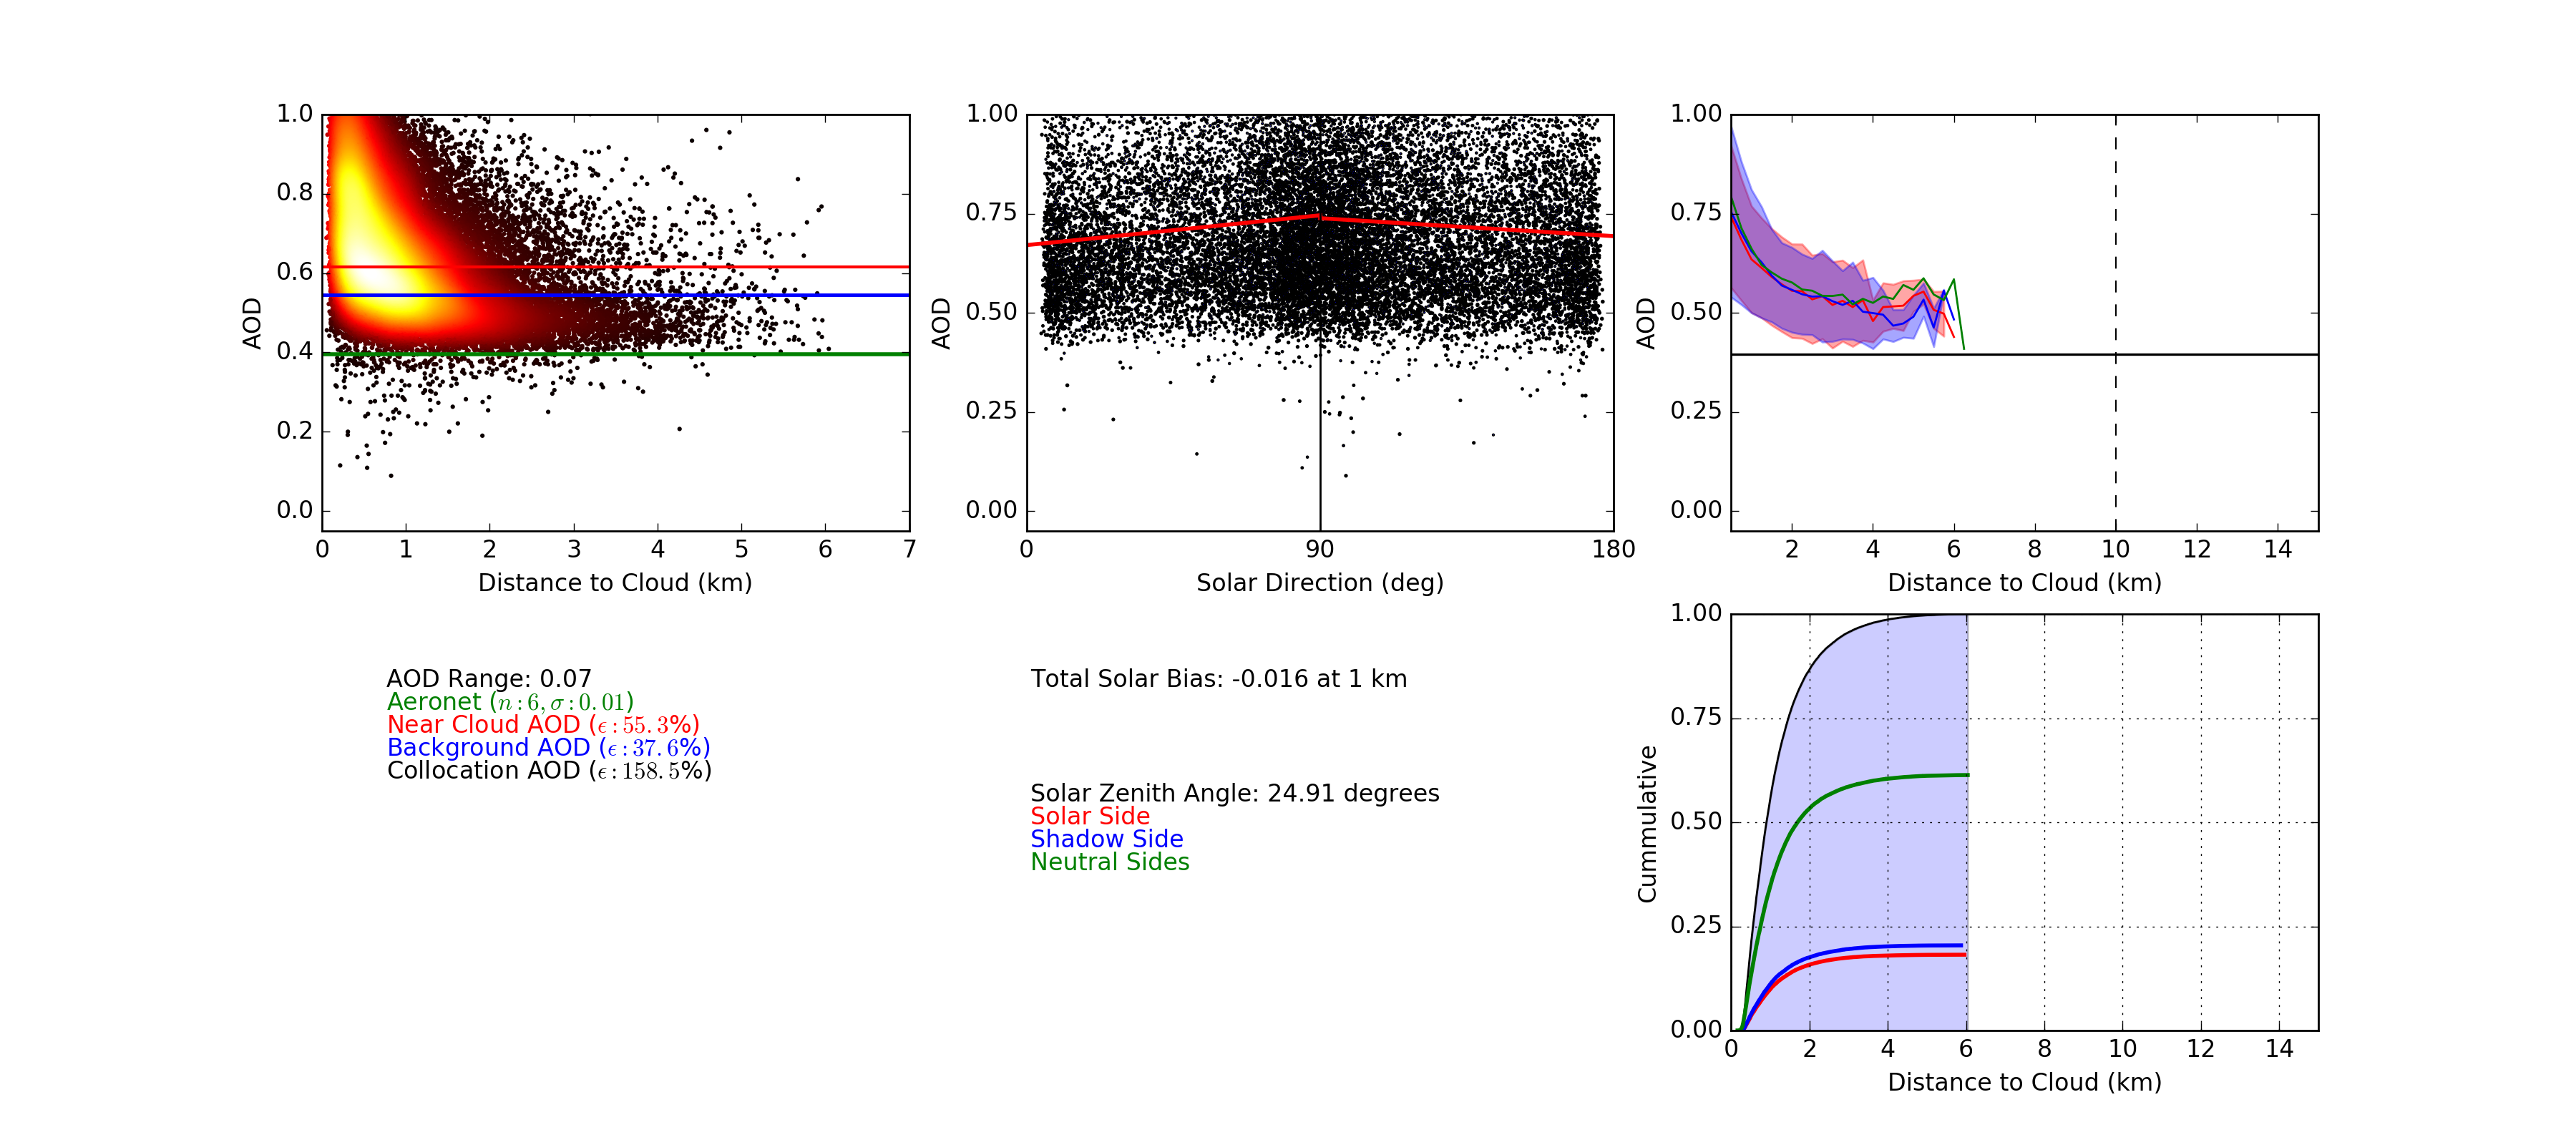 1.0
0.8
0.6
0.4
0.2
0.0
AOD
0 1 2 3 4 5 6 7
Distance to Cloud (km)
1.00
0.75
0.50
0.25
0.00
AOD
0 90 180
Solar Direction (deg)
1.00
0.75
0.50
0.25
0.00
AOD
2 4 6 8 10 12 14
Distance to Cloud (km)
AOD Range: 0.07
Aeronet (n : 6, σ : 0.01)
Near Cloud AOD (ϵ : 55.3%)
Background AOD (ϵ : 37.6%)
Collocation AOD (ϵ : 158.5%)
Total Solar Bias: -0.016 at 1 km
Solar Zenith Angle: 24.91 degrees
Solar Side
Shadow Side
Neutral Sides
1.00
0.75
0.50
0.25
0.00
Cummulative
0 2 4 6 8 10 12 14
Distance to Cloud (km)